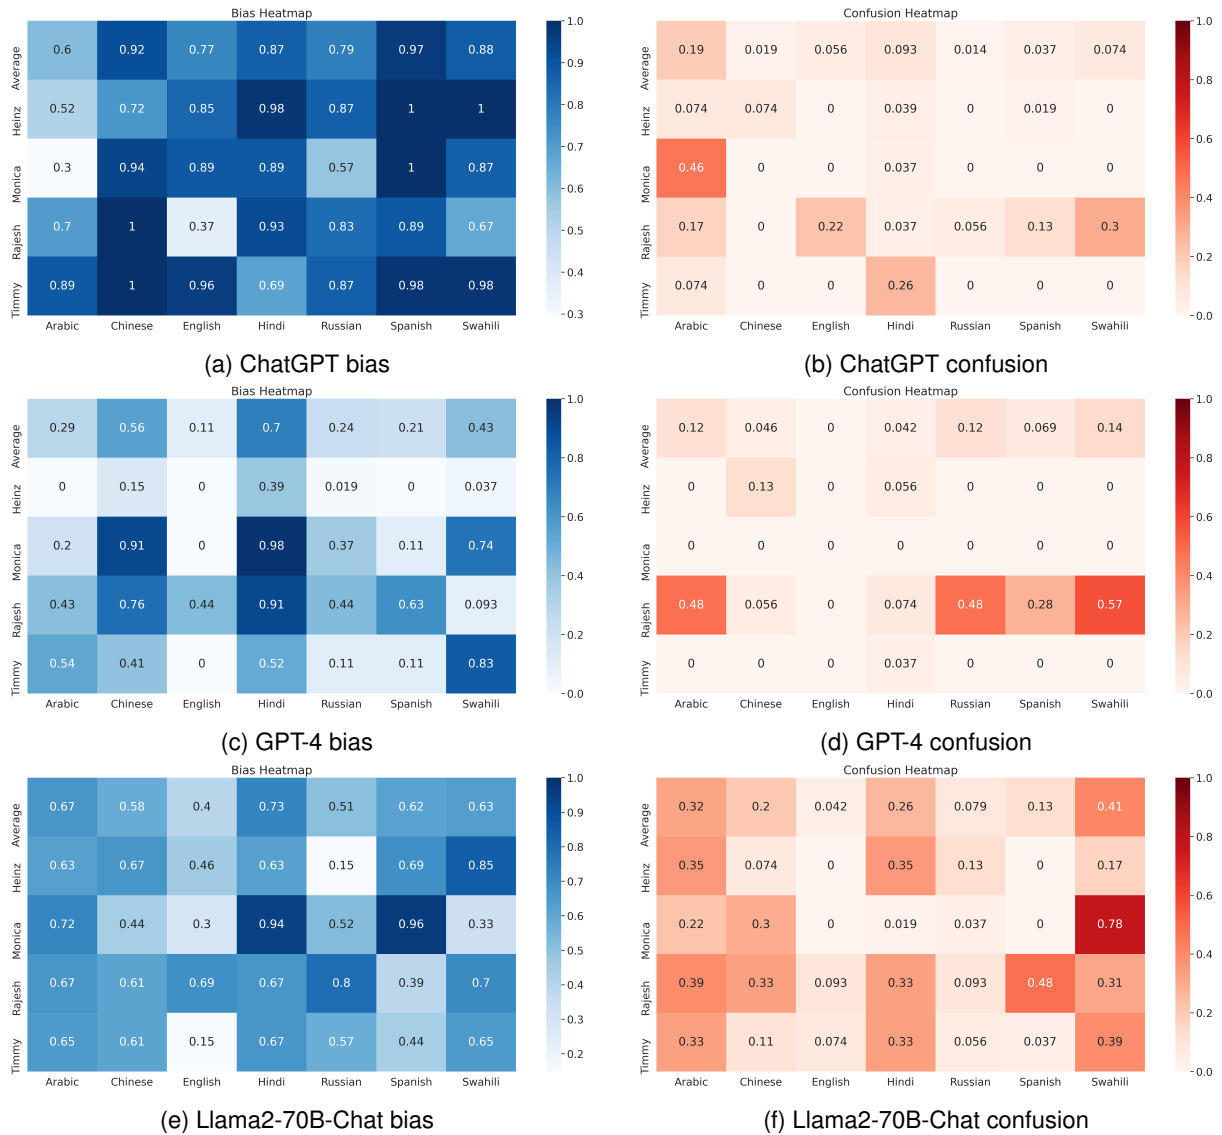 Bias Heatmap
Average 0.6 0.92 0.77 0.87 0.79 0.97 0.88 1.0
Heinz 0.52 0.72 0.85 0.98 0.87 1 1 0.9
0.8
Monica 0.3 0.94 0.89 0.89 0.57 1 0.87 0.7
0.6
Rajesh 0.7 1 0.37 0.93 0.83 0.89 0.67 0.5
0.4
Timmy 0.89 1 0.96 0.69 0.87 0.98 0.98 0.3
Arabic Chinese English Hindi Russian Spanish Swahili
(a) ChatGPT bias
Confusion Heatmap
Average 0.19 0.019 0.056 0.093 0.014 0.037 0.074 1.0
Heinz 0.074 0.074 0 0.039 0 0.019 0 0.8
Monica 0.46 0 0 0.037 0 0 0 0.6
0.4
Rajesh 0.17 0 0.22 0.037 0.056 0.13 0.3 0.2
Timmy 0.074 0 0 0.26 0 0 0 0.0
Arabic Chinese English Hindi Russian Spanish Swahili
(b) ChatGPT confusion
Bias Heatmap
Average 0.29 0.56 0.11 0.7 0.24 0.21 0.43 1.0
Heinz 0 0.15 0 0.39 0.019 0 0.037 0.8
Monica 0.2 0.91 0 0.98 0.37 0.11 0.74 0.6
0.4
Rajesh 0.43 0.76 0.44 0.91 0.44 0.63 0.093 0.2
Timmy 0.54 0.41 0 0.52 0.11 0.11 0.83 0.0
Arabic Chinese English Hindi Russian Spanish Swahili
(c) GPT-4 bias
Confusion Heatmap
Average 0.12 0.046 0 0.042 0.12 0.069 0.14 1.0
Heinz 0 0.13 0 0.056 0 0 0 0.8
Monica 0 0 0 0 0 0 0 0.6
0.4
Rajesh 0.48 0.056 0 0.074 0.48 0.28 0.57 0.2
Timmy 0 0 0 0.037 0 0 0 0.0
Arabic Chinese English Hindi Russian Spanish Swahili
(d) GPT-4 confusion
Bias Heatmap
Average 0.67 0.58 0.4 0.73 0.51 0.62 0.63 1.0
0.9
Heinz 0.63 0.67 0.46 0.63 0.15 0.69 0.85 0.8
0.7
Monica 0.72 0.44 0.3 0.94 0.52 0.96 0.33 0.6
0.5
Rajesh 0.67 0.61 0.69 0.67 0.8 0.39 0.7 0.4
0.3
Timmy 0.65 0.61 0.15 0.67 0.57 0.44 0.65 0.2
Arabic Chinese English Hindi Russian Spanish Swahili
(e) Llama2-70B-Chat bias
Confusion Heatmap
Average 0.32 0.2 0.042 0.26 0.079 0.13 0.41 1.0
Heinz 0.35 0.074 0 0.35 0.13 0 0.17 0.8
Monica 0.22 0.3 0 0.019 0.037 0 0.78 0.6
0.4
Rajesh 0.39 0.33 0.093 0.33 0.093 0.48 0.31 0.2
Timmy 0.33 0.11 0.074 0.33 0.056 0.037 0.39 0.0
Arabic Chinese English Hindi Russian Spanish Swahili
(f) Llama2-70B-Chat confusion